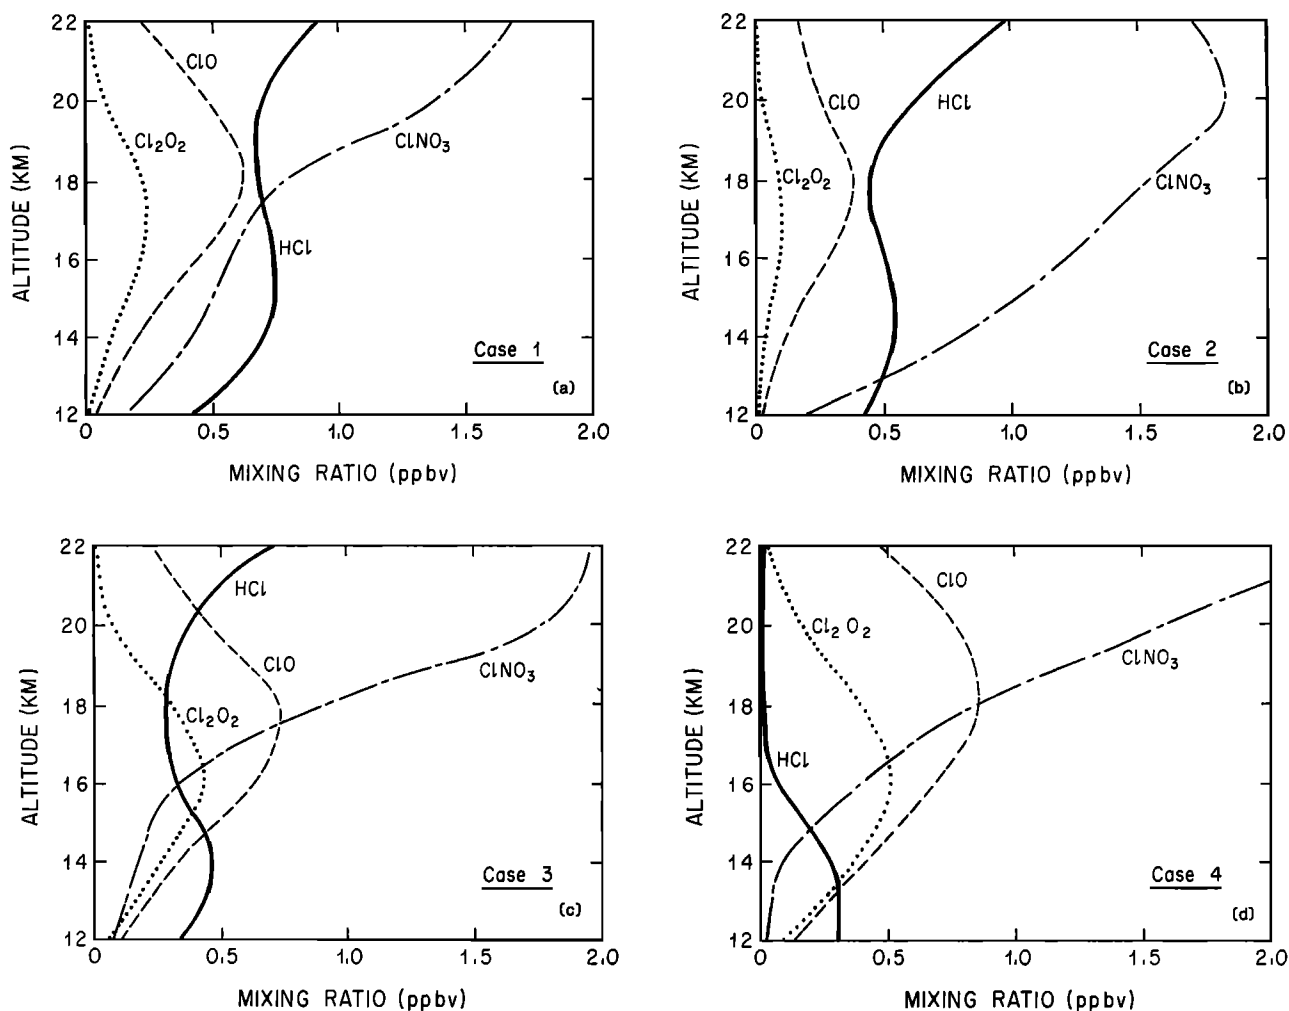 22
20
18
16
14
12
ALTITUDE (KM)
ClO
Cl2O2
ClNO3
HCl
Case 1
(a)
0 0.5 1.0 1.5 2.0
MIXING RATIO (ppbv)
22
20
18
16
14
12
ALTITUDE (KM)
ClO
HCl
Cl2O2
ClNO3
Case 2
(b)
0 0.5 1.0 1.5 2.0
MIXING RATIO (ppbv)
22
20
18
16
14
12
ALTITUDE (KM)
HCl
ClO
ClNO3
Cl2O2
Case 3
(c)
0 0.5 1.0 1.5 2.0
MIXING RATIO (ppbv)
22
20
18
16
14
12
ALTITUDE (KM)
ClO
Cl2O2
ClNO3
HCl
Case 4
(d)
0 0.5 1.0 1.5 2.0
MIXING RATIO (ppbv)